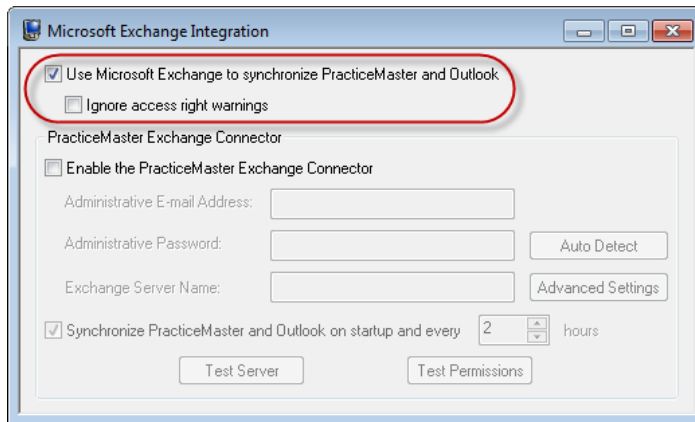 Microsoft Exchange Integration
Use Microsoft Exchange to synchronize PracticeMaster and Outlook
Ignore access right warnings
PracticeMaster Exchange Connector
Enable the PracticeMaster Exchange Connector
Administrative E-mail Address:
Administrative Password: Auto Detect
Exchange Server Name: Advanced Settings
Synchronize PracticeMaster and Outlook on startup and every 2 hours
Test Server Test Permissions